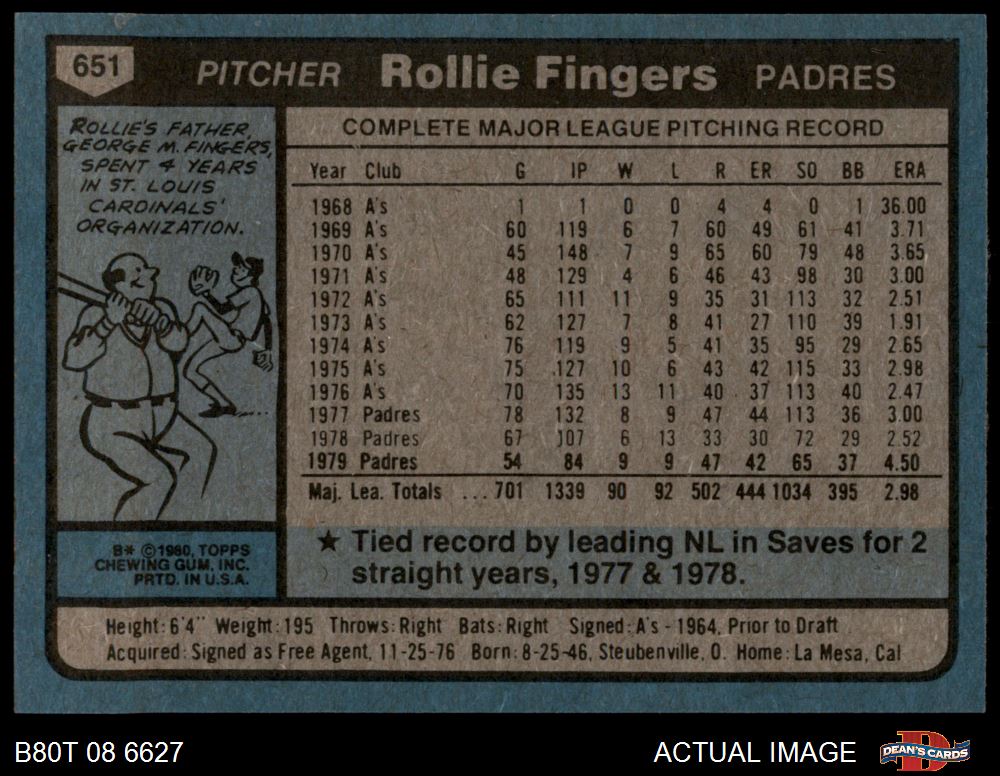 651 PITCHER Rollie Fingers PADRES
ROLLIE'S FATHER,
GEORGE M. FINGERS,
SPENT 4 YEARS
IN ST. LOUIS
CARDINALS'
ORGANIZATION.
B* ©1980, TOPPS
CHEWING GUM, INC.
PRTD. IN U.S.A.
COMPLETE MAJOR LEAGUE PITCHING RECORD
Year Club G IP W L R ER SO BB ERA
1968 A's 1 1 0 0 4 4 0 1 36.00
1969 A's 60 119 6 7 60 49 61 41 3.71
1970 A's 45 148 7 9 65 60 79 48 3.65
1971 A's 48 129 4 6 46 43 98 30 3.00
1972 A's 65 111 11 9 35 31 113 32 2.51
1973 A's 62 127 7 8 41 27 110 39 1.91
1974 A's 76 119 9 5 41 35 95 29 2.65
1975 A's 75 127 10 6 43 42 115 33 2.98
1976 A's 70 135 13 11 40 37 113 40 2.47
1977 Padres 78 132 8 9 47 44 113 36 3.00
1978 Padres 67 107 6 13 33 30 72 29 2.52
1979 Padres 54 84 9 9 47 42 65 37 4.50
Maj. Lea. Totals ... 701 1339 90 92 502 444 1034 395 2.98
★ Tied record by leading NL in Saves for 2
straight years, 1977 & 1978.
Height: 6'4" Weight: 195 Throws: Right Bats: Right Signed: A's - 1964, Prior to Draft
Acquired: Signed as Free Agent, 11-25-76 Born: 8-25-46, Steubenville, O. Home: La Mesa, Cal
B80T 08 6627 ACTUAL IMAGE DEAN'S CARDS